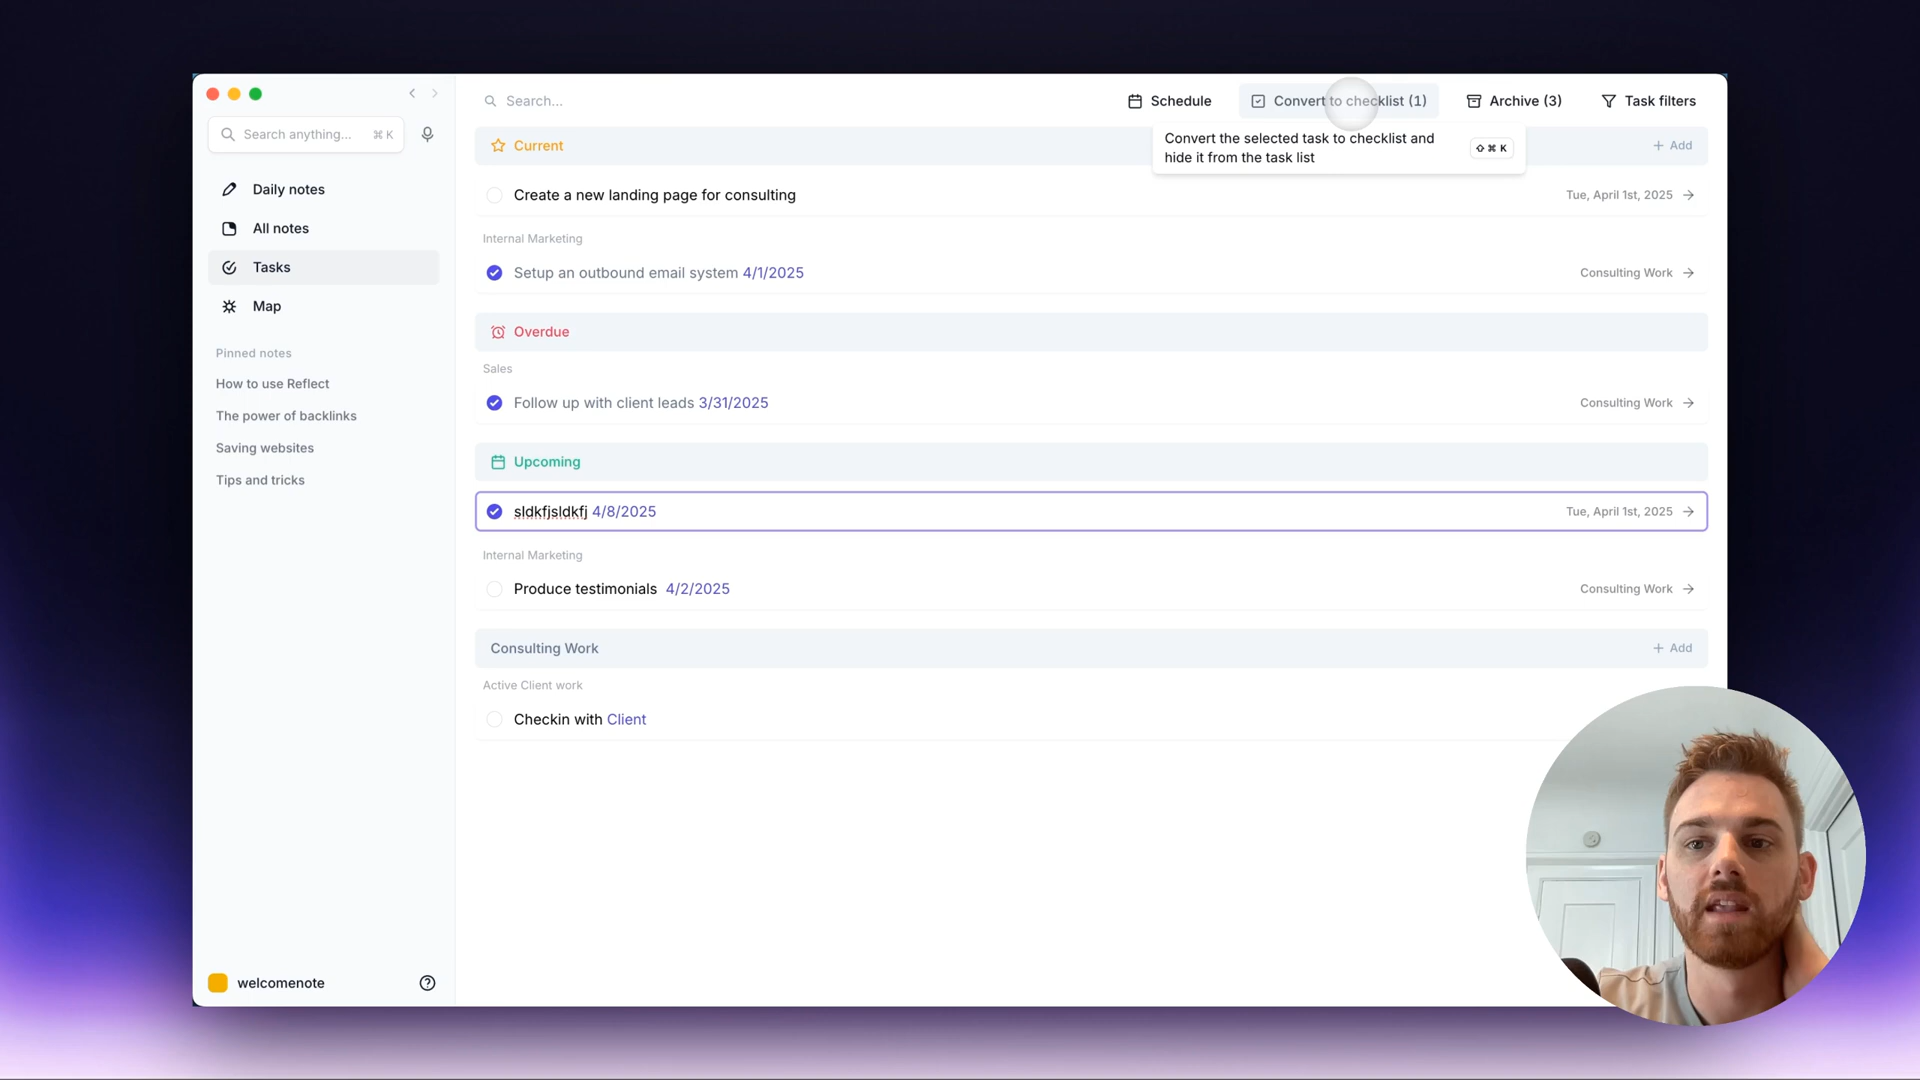 Search...
Schedule
Convert to checklist (1)
Archive (3)
Task filters
Search anything...
⌘ K
Convert the selected task to checklist and
hide it from the task list
⇧ ⌘ K
Daily notes
All notes
Tasks
Map
Pinned notes
How to use Reflect
The power of backlinks
Saving websites
Tips and tricks
welcomenote
Current
+ Add
Create a new landing page for consulting
Tue, April 1st, 2025
Internal Marketing
Setup an outbound email system 4/1/2025
Consulting Work
Overdue
Sales
Follow up with client leads 3/31/2025
Consulting Work
Upcoming
sldkfjsldkfj 4/8/2025
Tue, April 1st, 2025
Internal Marketing
Produce testimonials 4/2/2025
Consulting Work
Consulting Work
+ Add
Active Client work
Checkin with Client